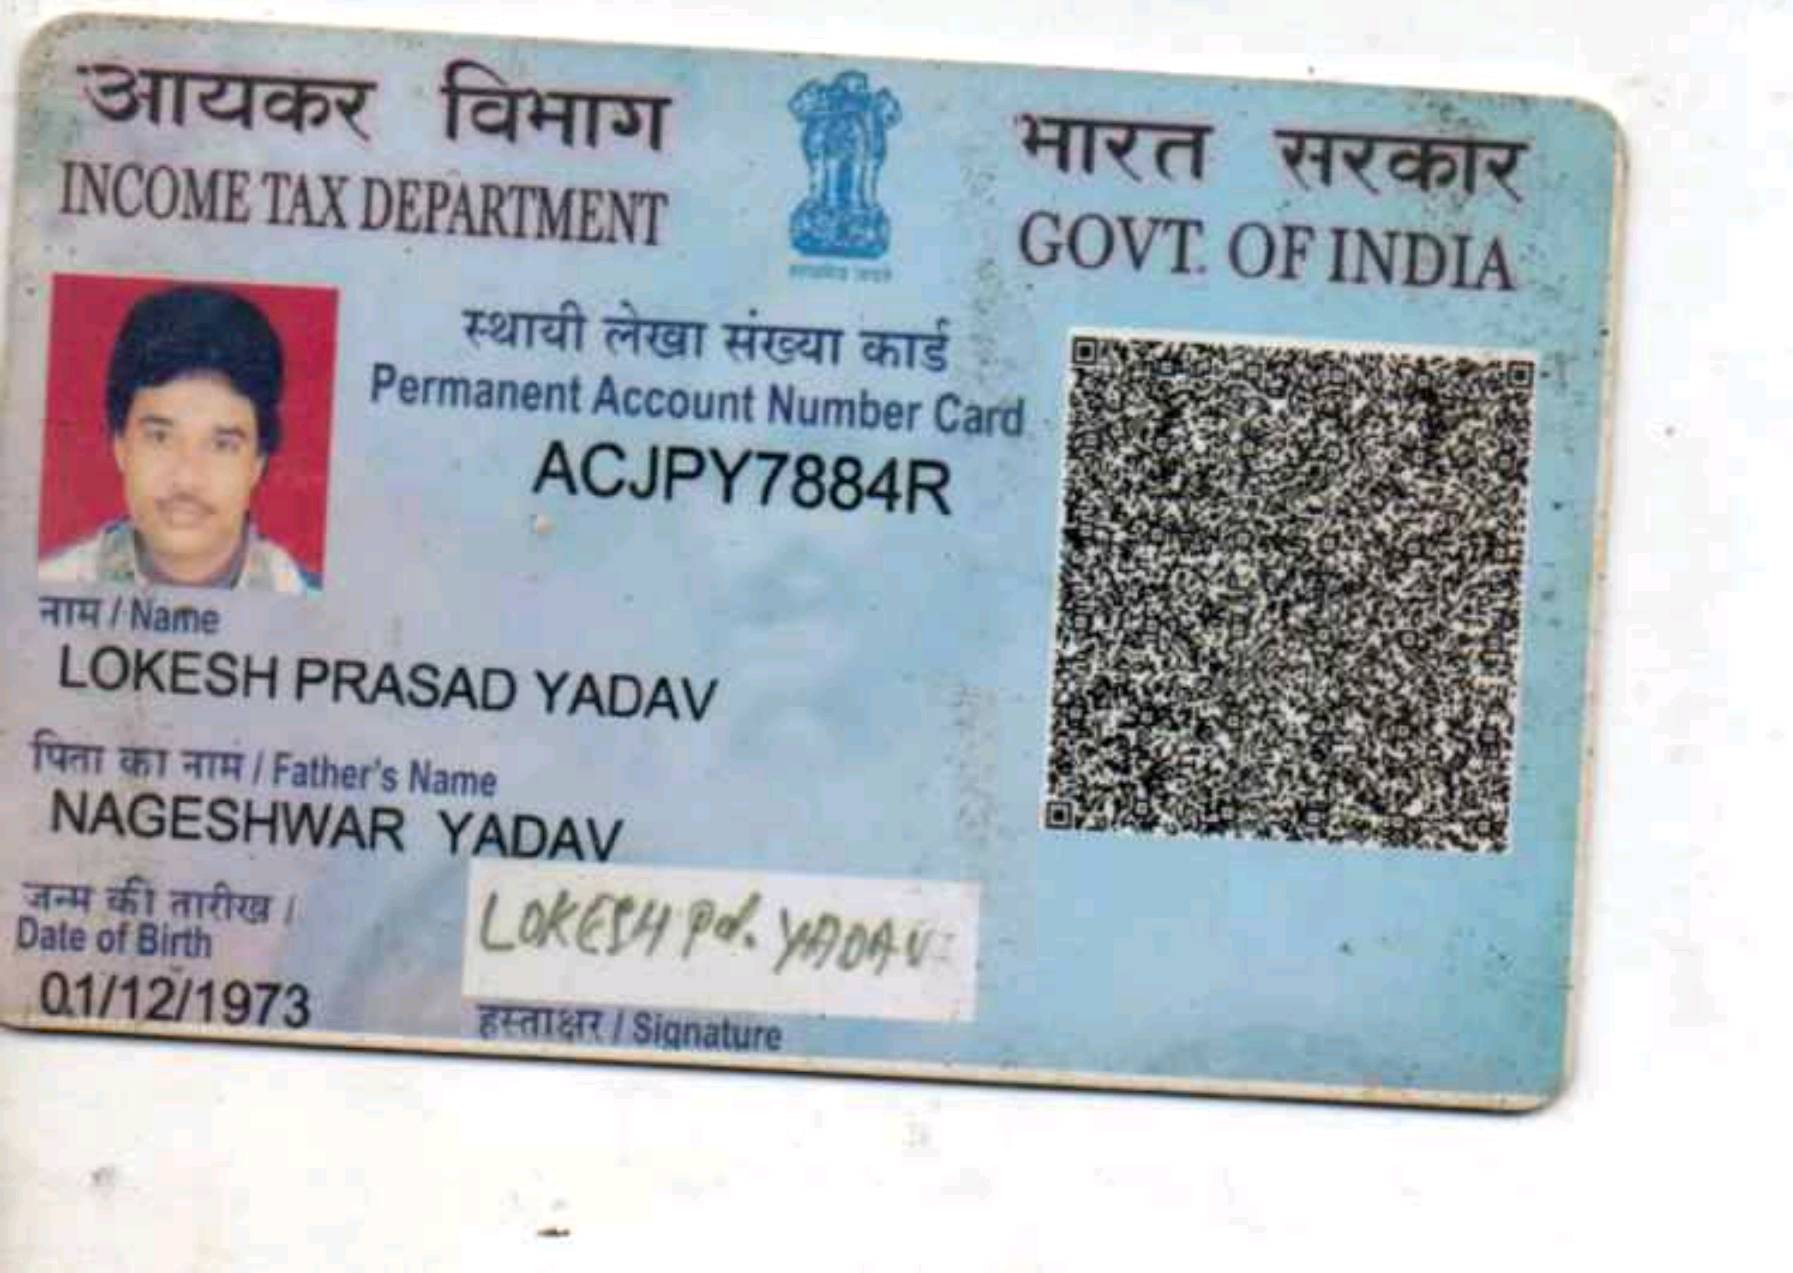 आयकर विभाग
INCOME TAX DEPARTMENT
भारत सरकार
GOVT. OF INDIA
स्थायी लेखा संख्या कार्ड
Permanent Account Number Card
ACJPY7884R
नाम / Name
LOKESH PRASAD YADAV
पिता का नाम / Father's Name
NAGESHWAR YADAV
जन्म की तारीख /
Date of Birth
01/12/1973
LOKESH Pd. YADAV
हस्ताक्षर / Signature